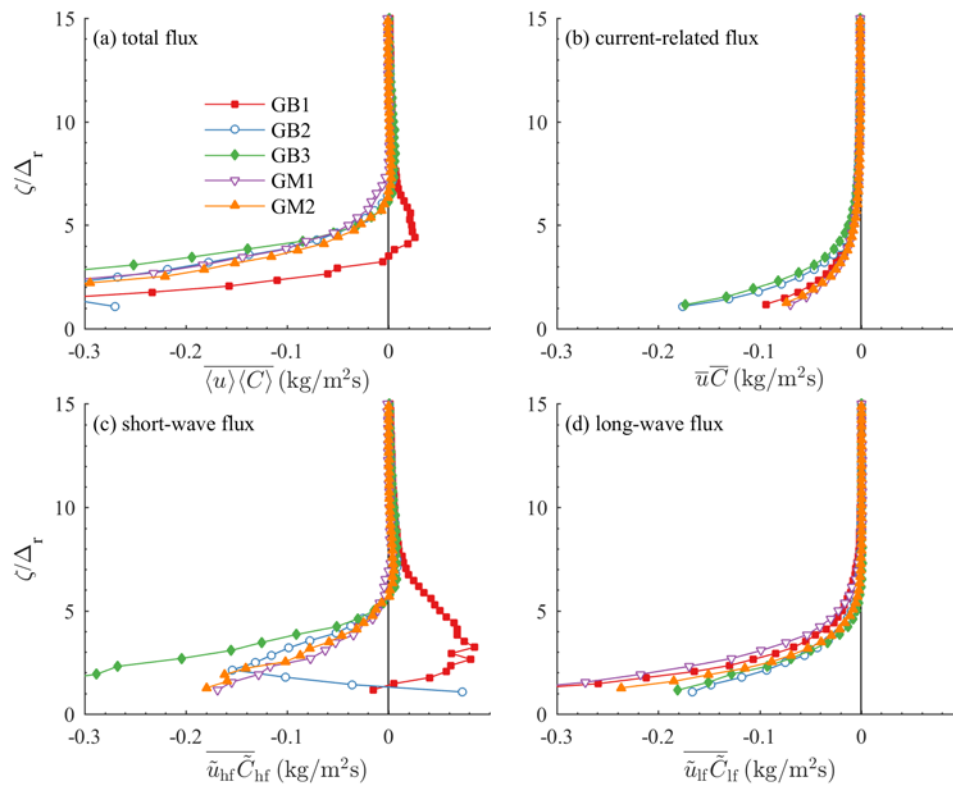 (a) total flux
(b) current-related flux
15
10
5
0
ζ/Δr
GB1
GB2
GB3
GM1
GM2
-0.3 -0.2 -0.1 0
⟨u⟩⟨C⟩ (kg/m²s)
15
10
5
0
-0.3 -0.2 -0.1 0
u̅C̅ (kg/m²s)
(c) short-wave flux
(d) long-wave flux
15
10
5
0
ζ/Δr
-0.3 -0.2 -0.1 0
ũhfC̃hf (kg/m²s)
15
10
5
0
-0.3 -0.2 -0.1 0
ũlfC̃lf (kg/m²s)